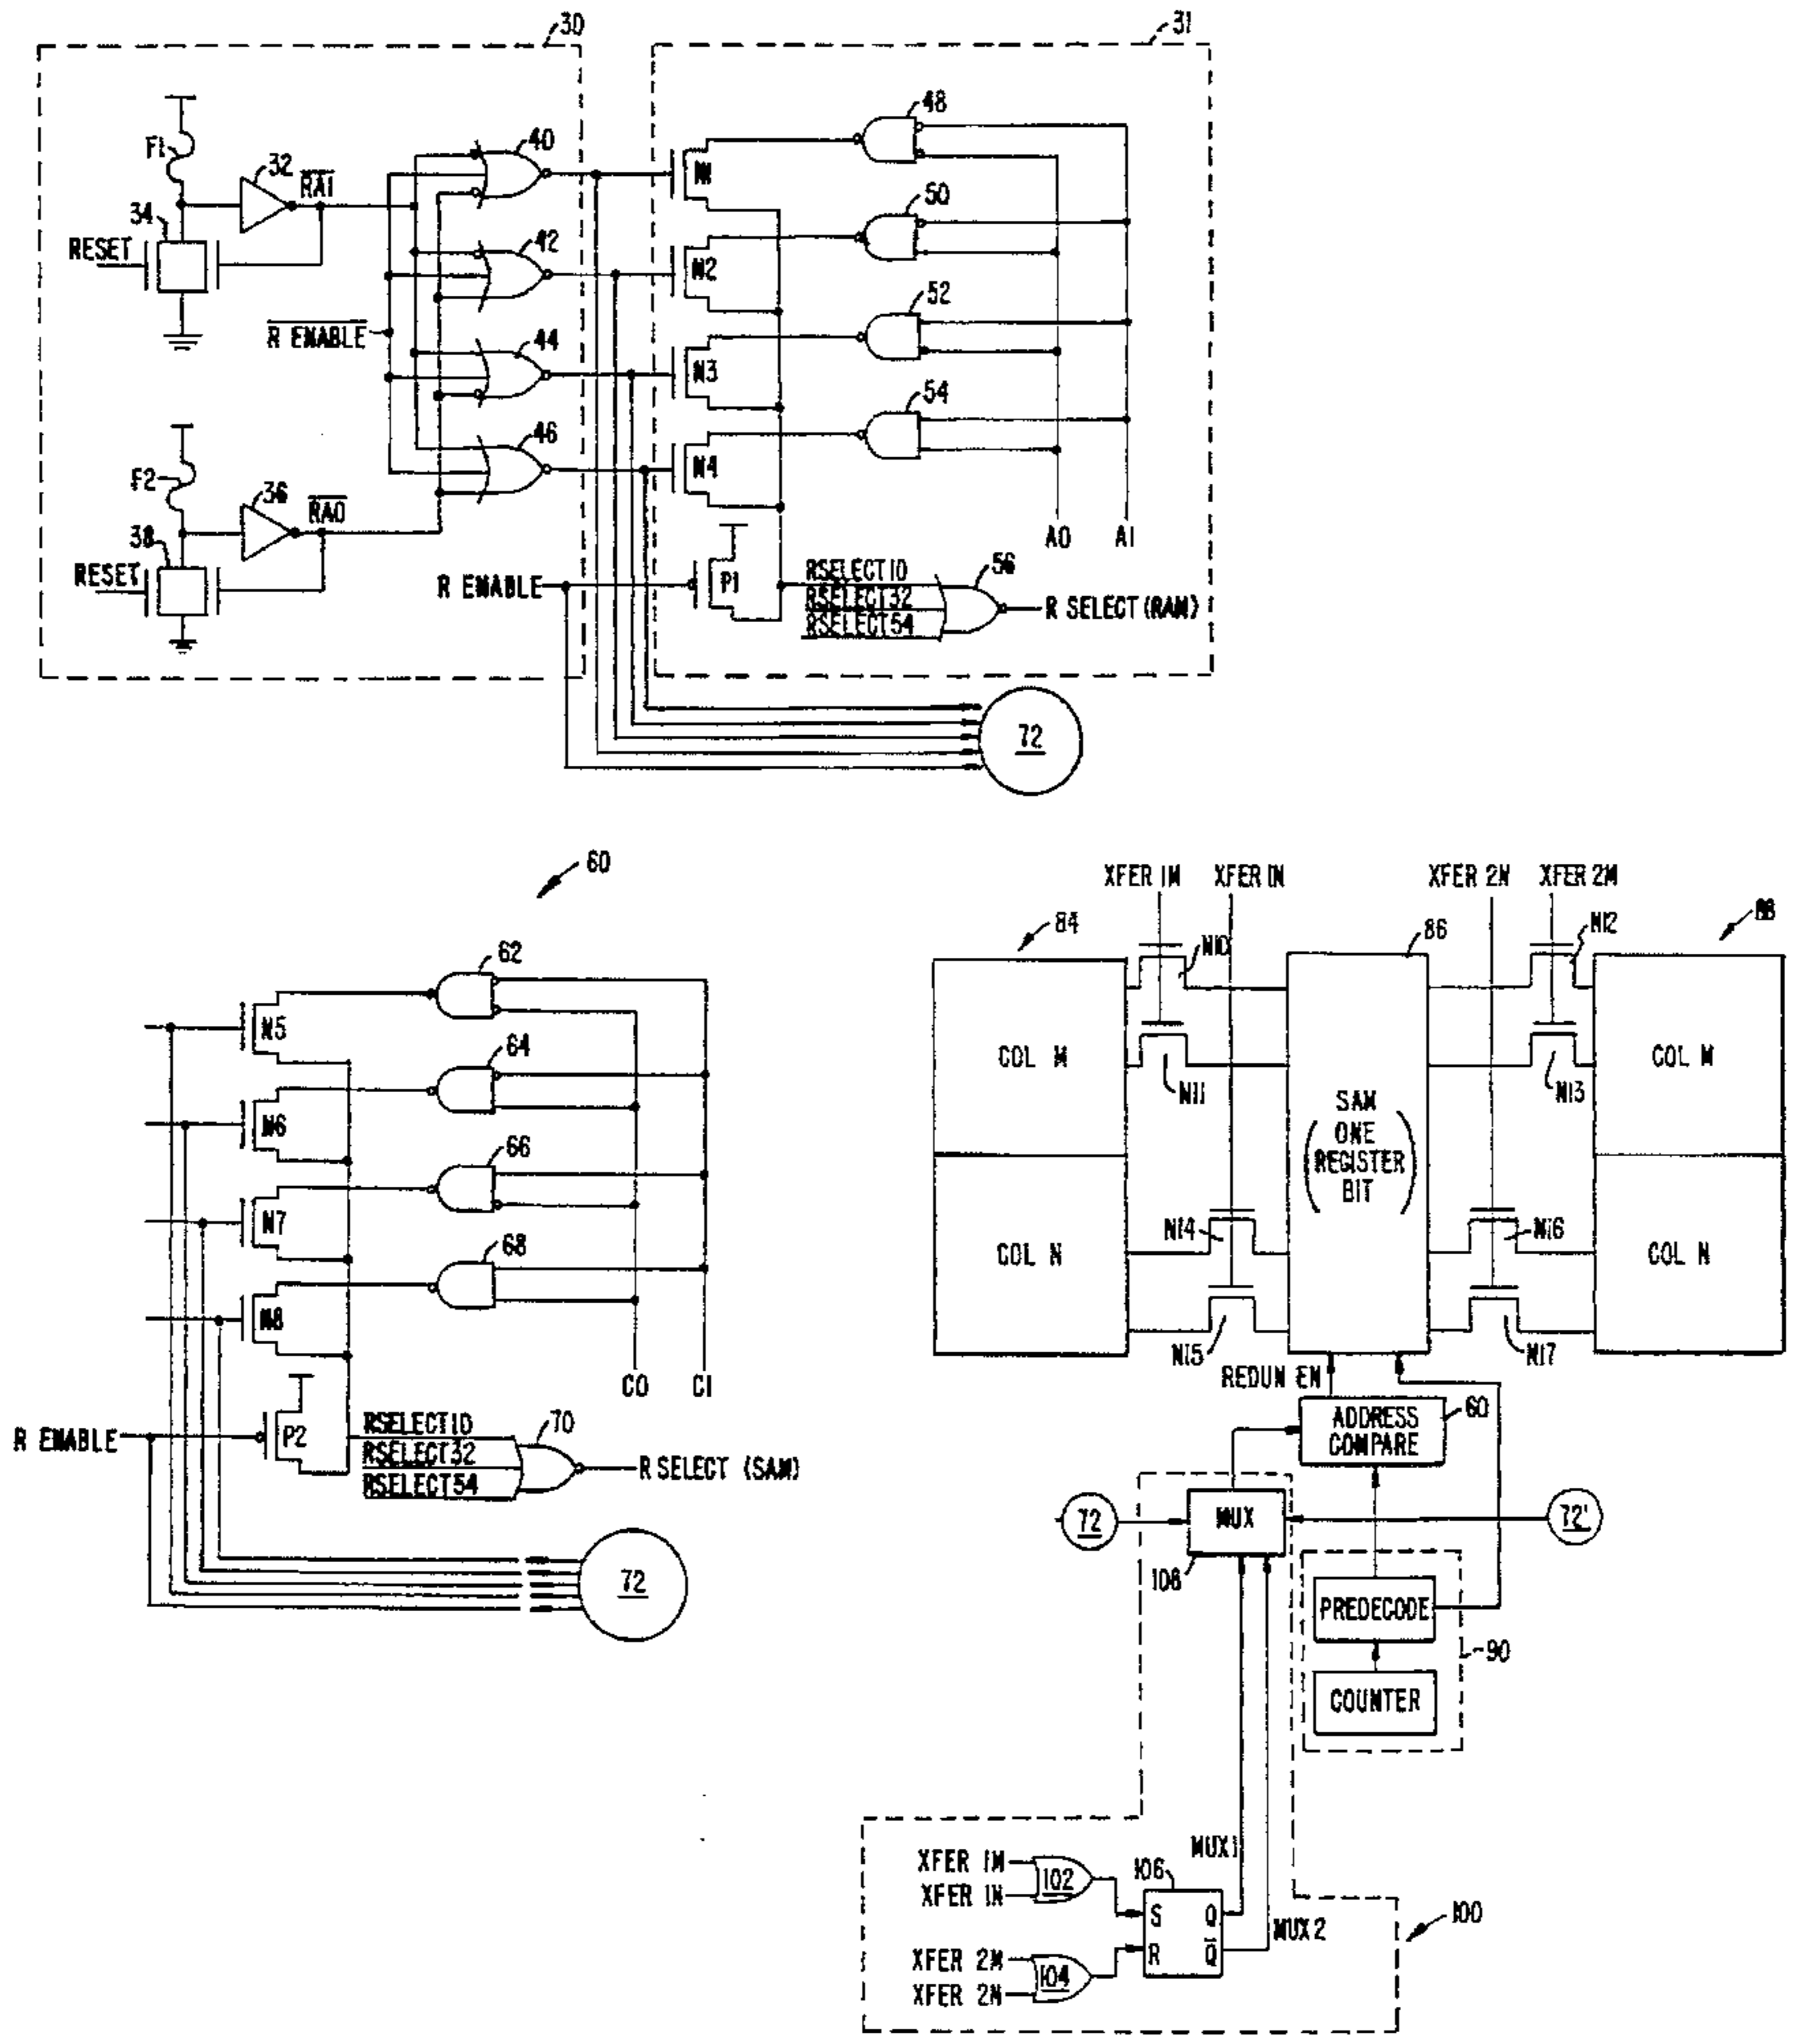 30
31
48
F1
32
RA1
40
N1
34
50
RESET
42
N2
52
R ENABLE
44
N3
54
46
N4
F2
36
RA0
38
A0 A1
RESET
R ENABLE
P1
RSELECT10
56
RSELECT32
R SELECT (RAM)
RSELECT54
72
60
XFER 1M XFER 1N XFER 2N XFER 2M
84
N10
86
N12
88
62
N5
64
COL M
N11
N13
COL M
N6
SAM
66
ONE
REGISTER
BIT
N7
N14
N16
68
COL N
COL N
N8
N15
N17
C0 C1
REDUN EN
60
ADDRESS
COMPARE
R ENABLE
P2
RSELECT10
70
RSELECT32
R SELECT (SAM)
RSELECT54
72
MUX
72'
108
72
PREDECODE
90
COUNTER
MUX1
XFER 1M
102
106
XFER 1N
S Q
100
MUX2
XFER 2M
R Q
104
XFER 2N